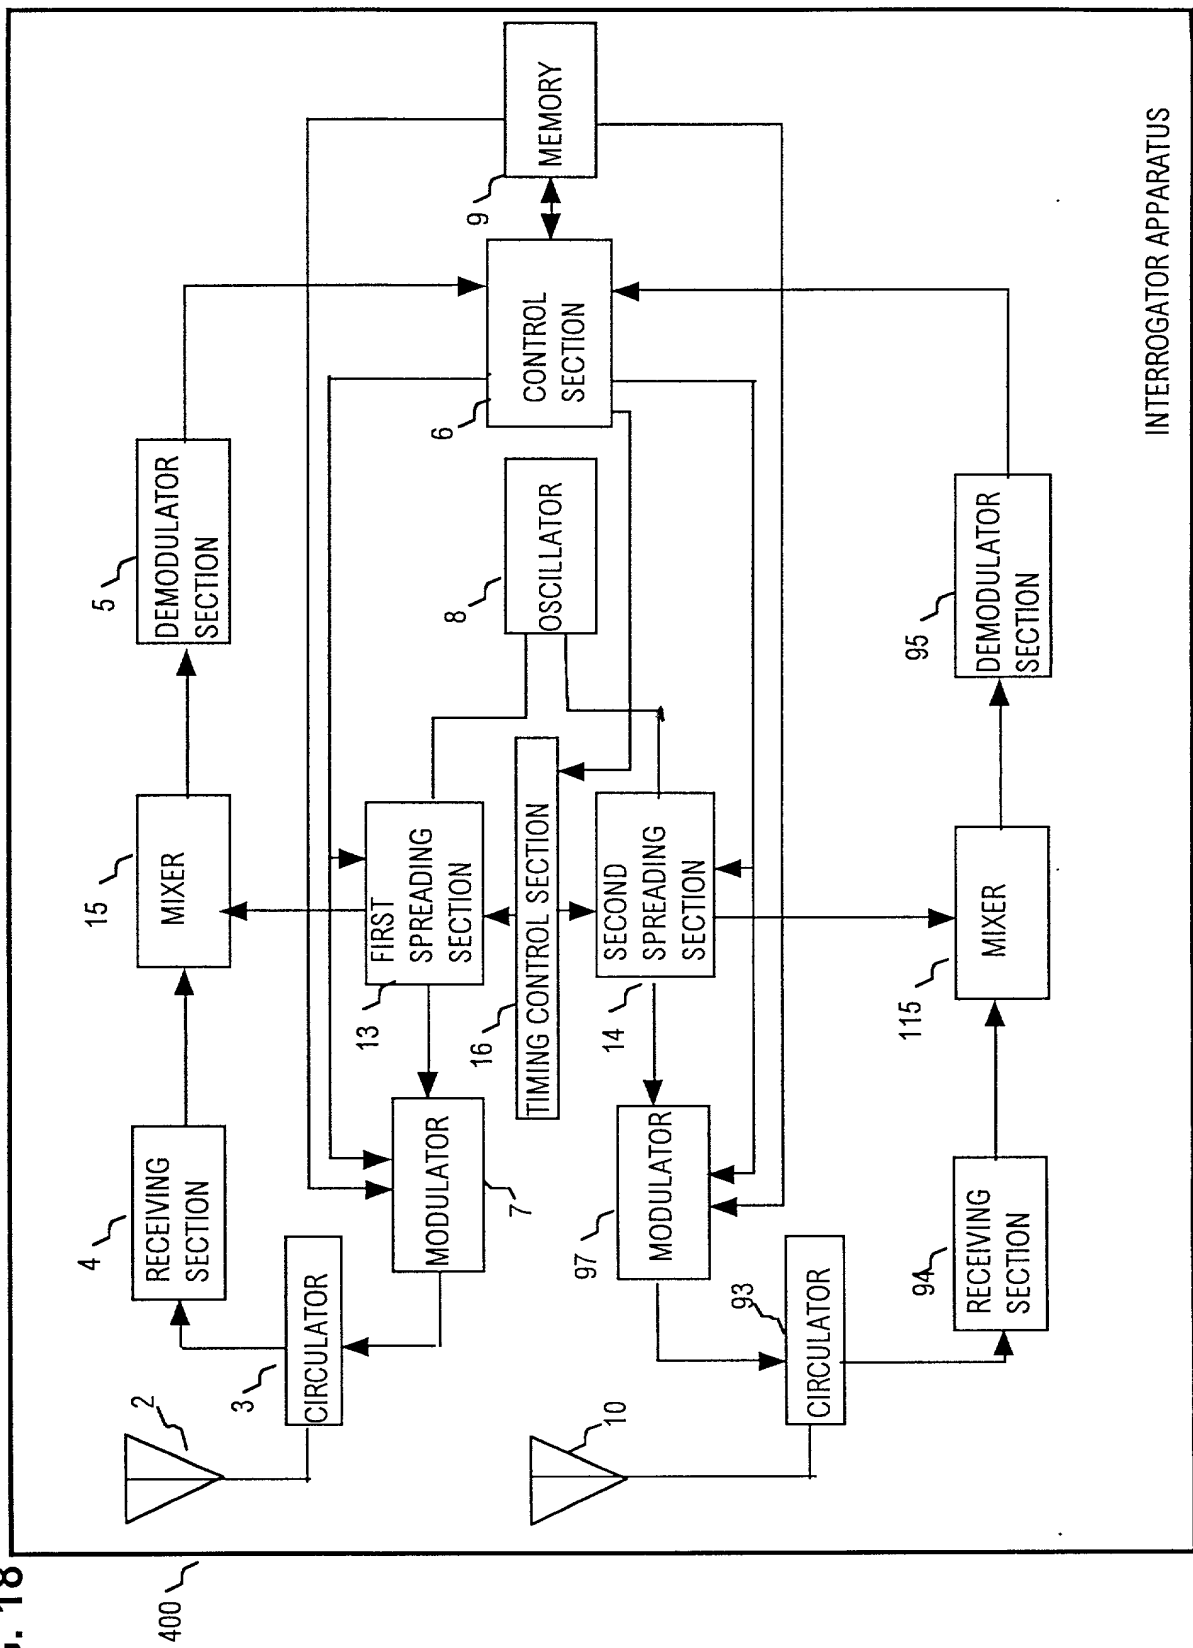 . 18
400
2
3
CIRCULATOR
4
RECEIVING
SECTION
15
MIXER
5
DEMODULATOR
SECTION
7
MODULATOR
13
FIRST
SPREADING
SECTION
16
TIMING CONTROL SECTION
8
OSCILLATOR
6
CONTROL
SECTION
9
MEMORY
14
SECOND
SPREADING
SECTION
97
MODULATOR
10
93
CIRCULATOR
94
RECEIVING
SECTION
115
MIXER
95
DEMODULATOR
SECTION
INTERROGATOR APPARATUS